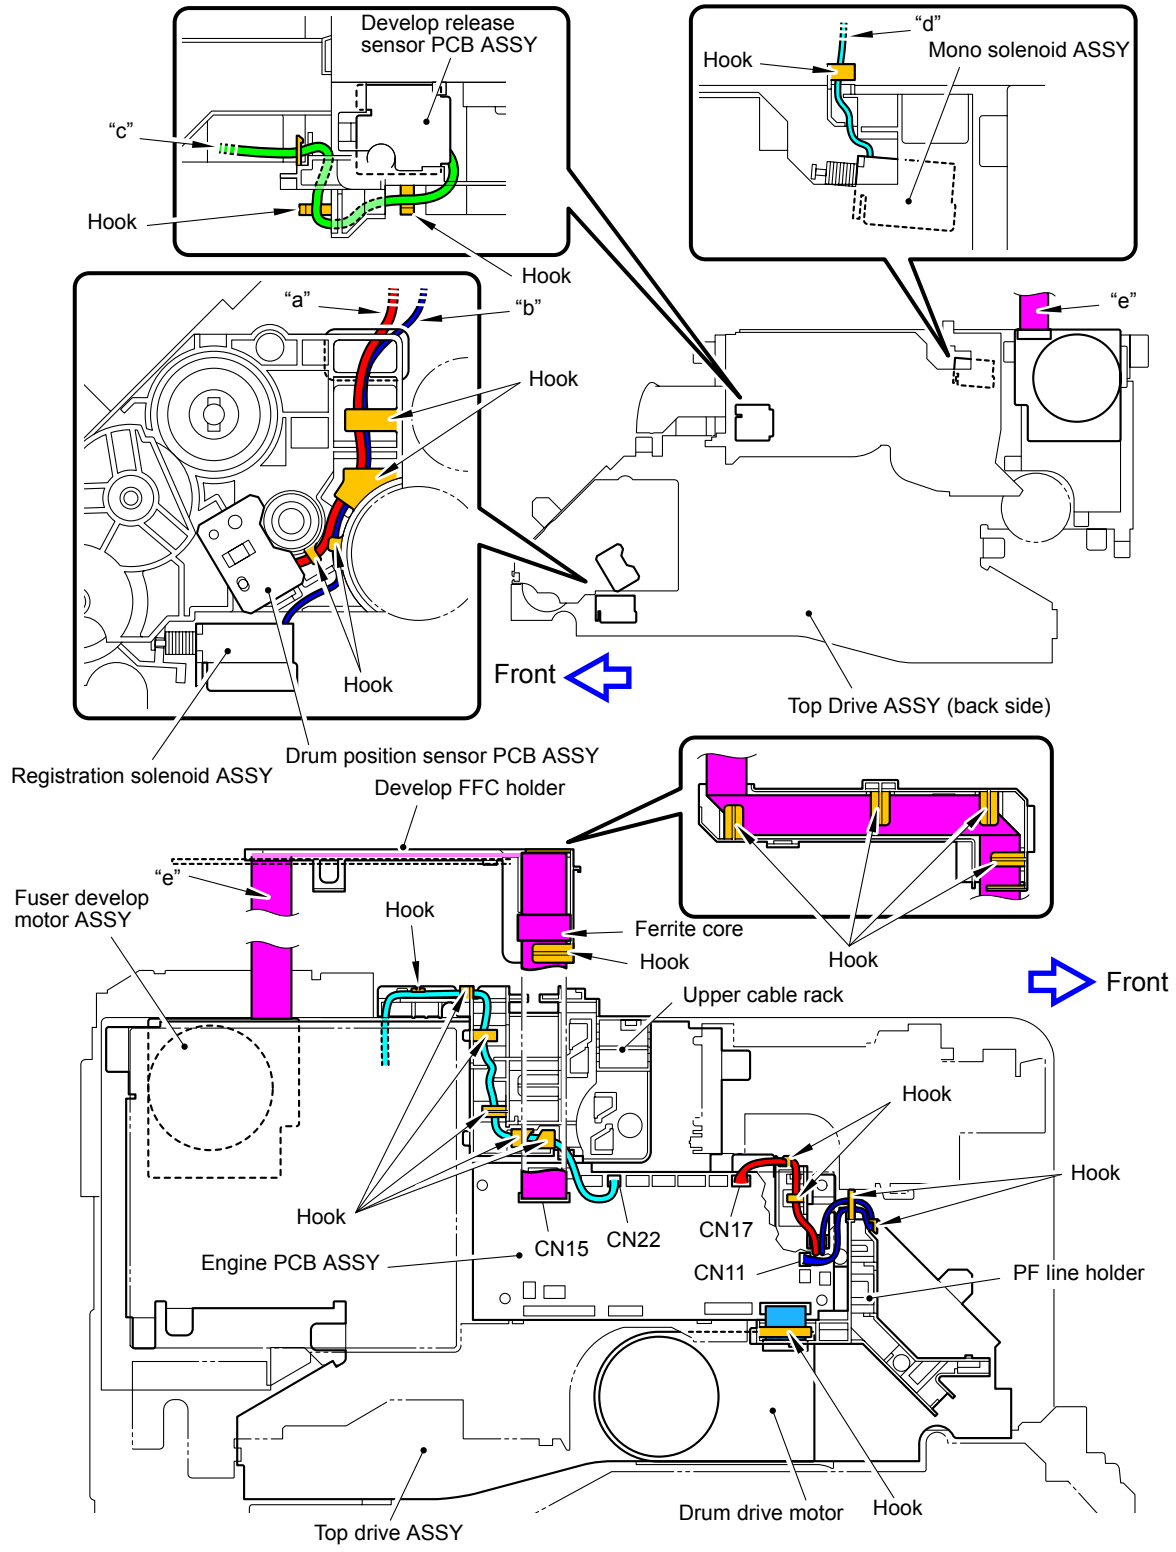 Develop release
sensor PCB ASSY
“c”
Hook
Hook
“d”
Mono solenoid ASSY
Hook
“e”
“a”
“b”
Hook
Hook
Front
Top Drive ASSY (back side)
Drum position sensor PCB ASSY
Registration solenoid ASSY
Develop FFC holder
“e”
Fuser develop
motor ASSY
Hook
Ferrite core
Hook
Hook
Front
Upper cable rack
Hook
Hook
Hook
CN15
CN22
CN17
CN11
Engine PCB ASSY
PF line holder
Drum drive motor
Hook
Top drive ASSY